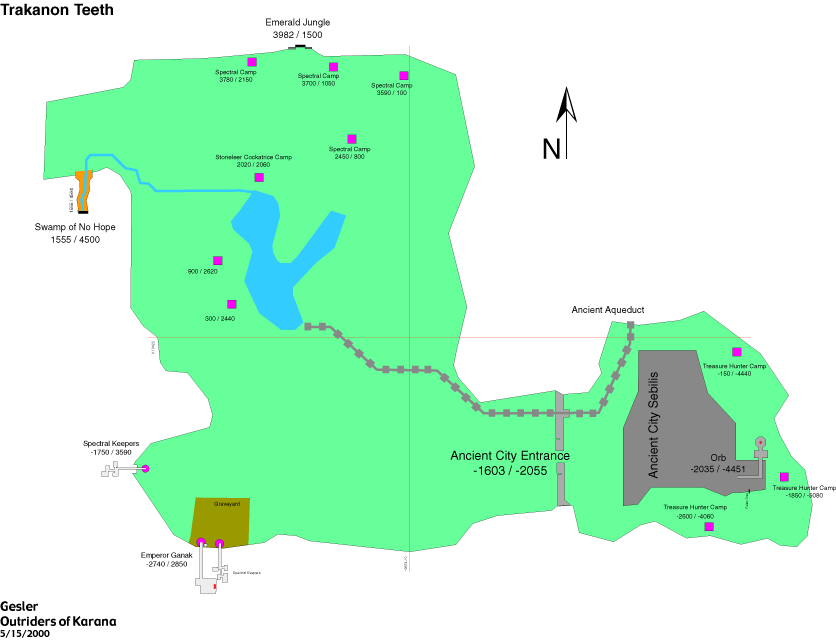 Trakanon Teeth
Emerald Jungle
3982 / 1500
Spectral Camp
3780 / 2150
Spectral Camp
3700 / 1050
Spectral Camp
3590 / 100
N
Spectral Camp
2450 / 800
Stoneleer Cockatrice Camp
2020 / 2060
Swamp of No Hope
1555 / 4500
900 / 2620
300 / 2440
Ancient Aqueduct
Treasure Hunter Camp
-150 / -4440
Ancient City Sebilis
Spectral Keepers
-1750 / 3590
Ancient City Entrance
-1603 / -2055
Orb
-2035 / -4451
Treasure Hunter Camp
-1850 / -5080
Treasure Hunter Camp
-2600 / -4060
Graveyard
Emperor Ganak
-2740 / 2850
Spectral Keepers
Gesler
Outriders of Karana
5/15/2000